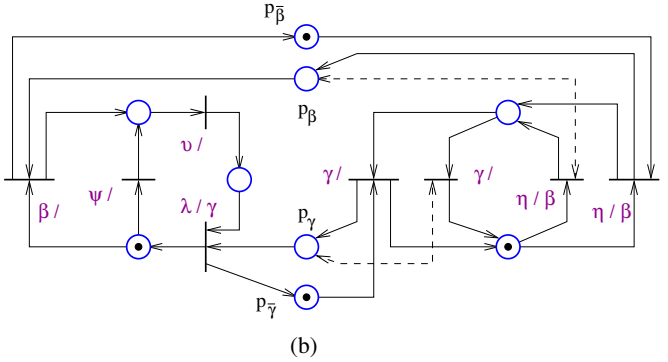 p_β̄
p_β
υ /
γ / γ /
β / ψ / η / β η / β
λ / γ p_γ
p_γ̄
(b)